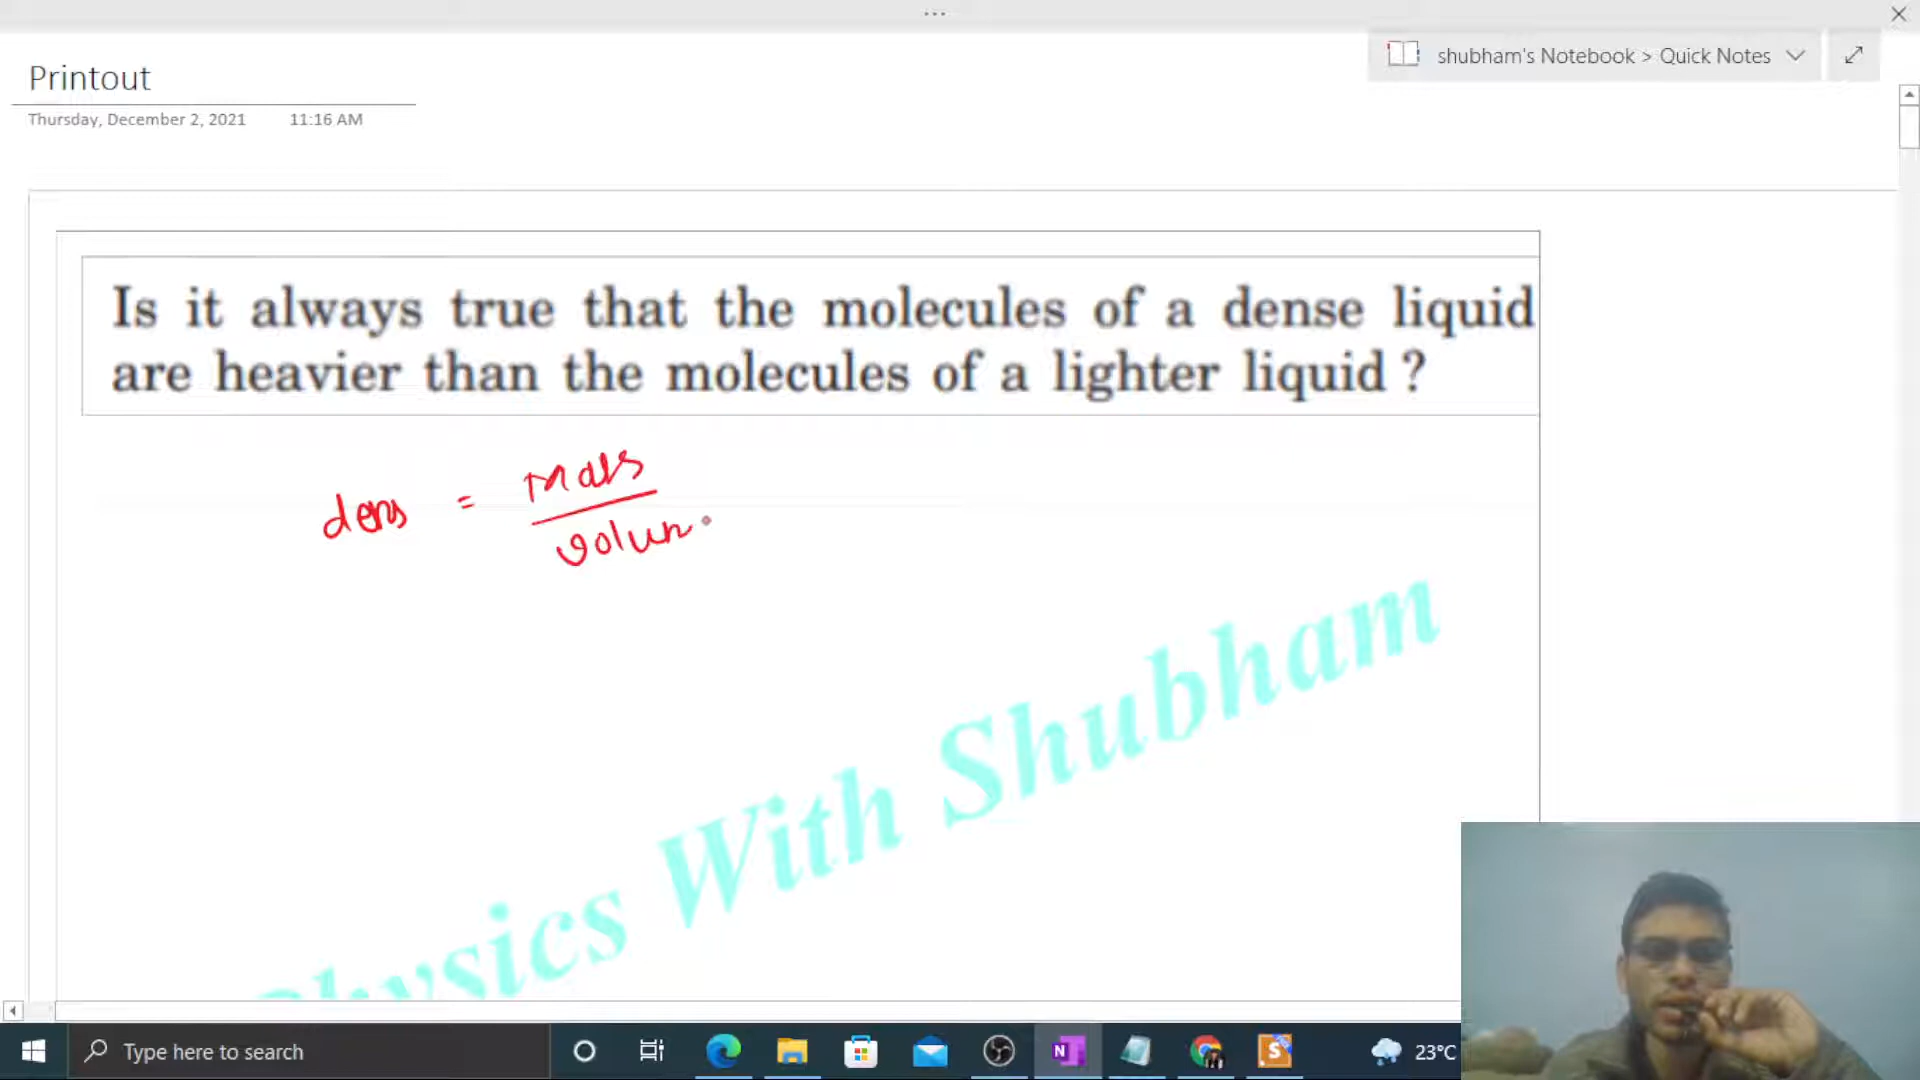 shubham's Notebook > Quick Notes
Printout
Thursday, December 2, 2021 11:16 AM
Is it always true that the molecules of a dense liquid
are heavier than the molecules of a lighter liquid ?
dens = mass
volum
Physics With Shubham
Type here to search
23°C